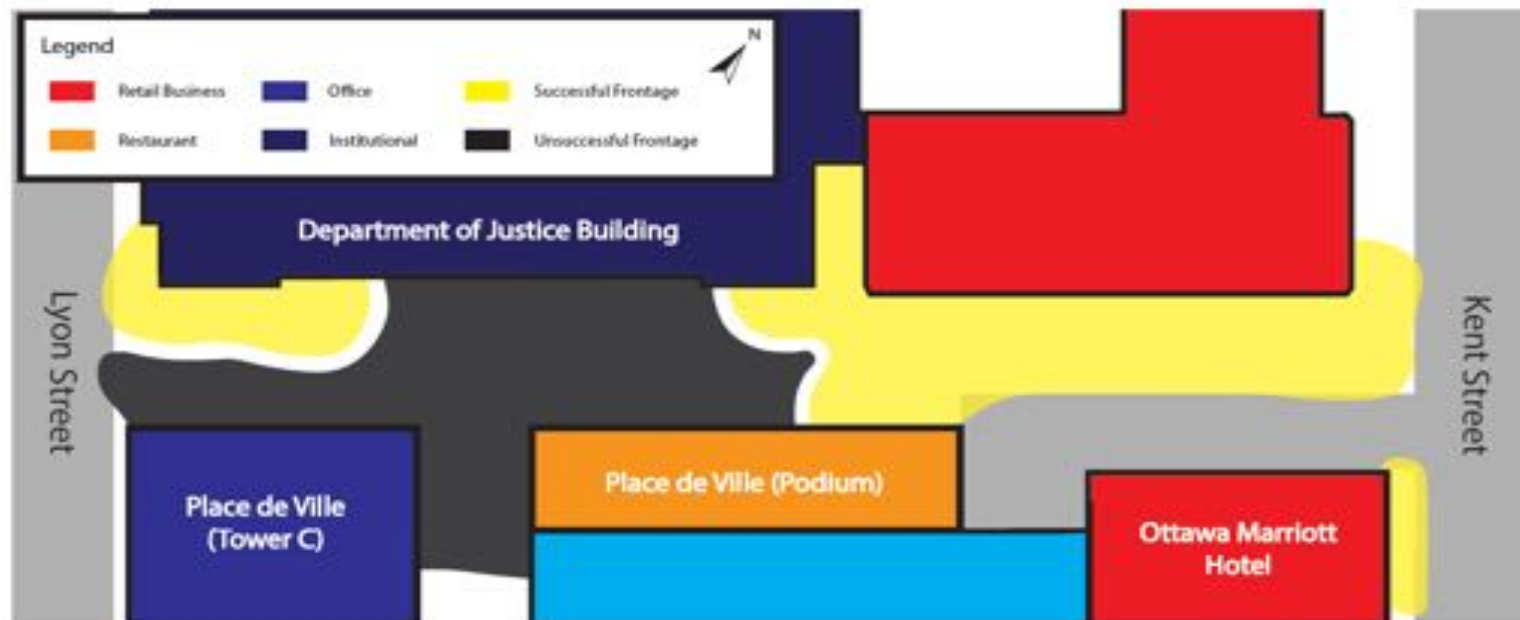 Legend
N
Retail Business
Office
Successful Frontage
Restaurant
Institutional
Unsuccessful Frontage
Department of Justice Building
Lyon Street
Kent Street
Place de Ville
(Tower C)
Place de Ville (Podium)
Ottawa Marriott
Hotel